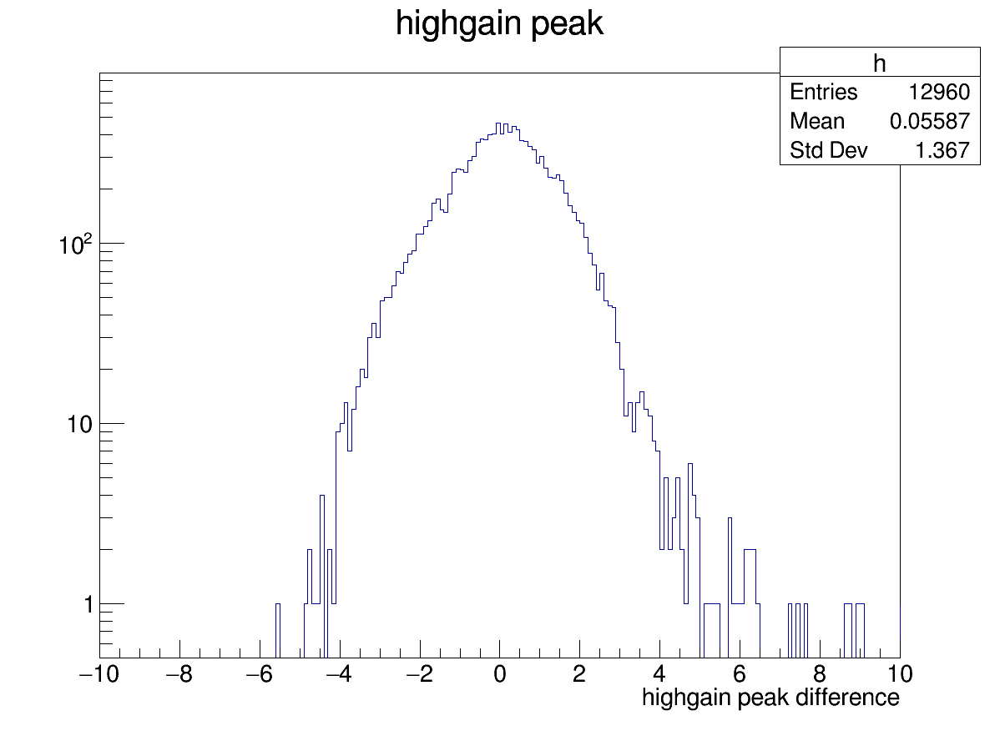 highgain peak
h
Entries 12960
Mean 0.05587
Std Dev 1.367
10²
10
1
−10 −8 −6 −4 −2 0 2 4 6 8 10
highgain peak difference